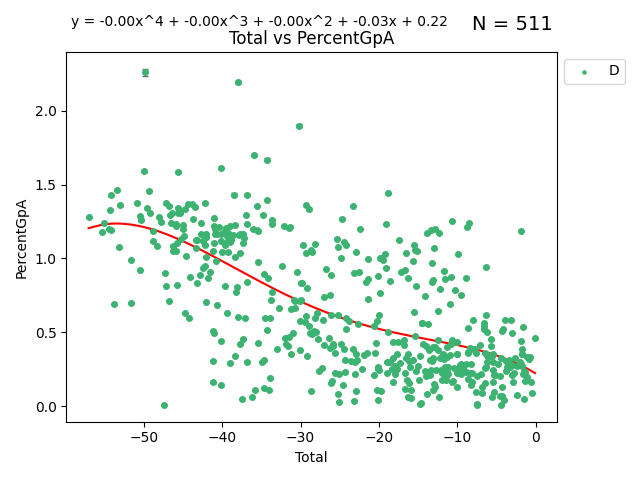 y = -0.00x^4 + -0.00x^3 + -0.00x^2 + -0.03x + 0.22
N = 511
Total vs PercentGpA
D
PercentGpA
2.0
1.5
1.0
0.5
0.0
−50
−40
−30
−20
−10
0
Total